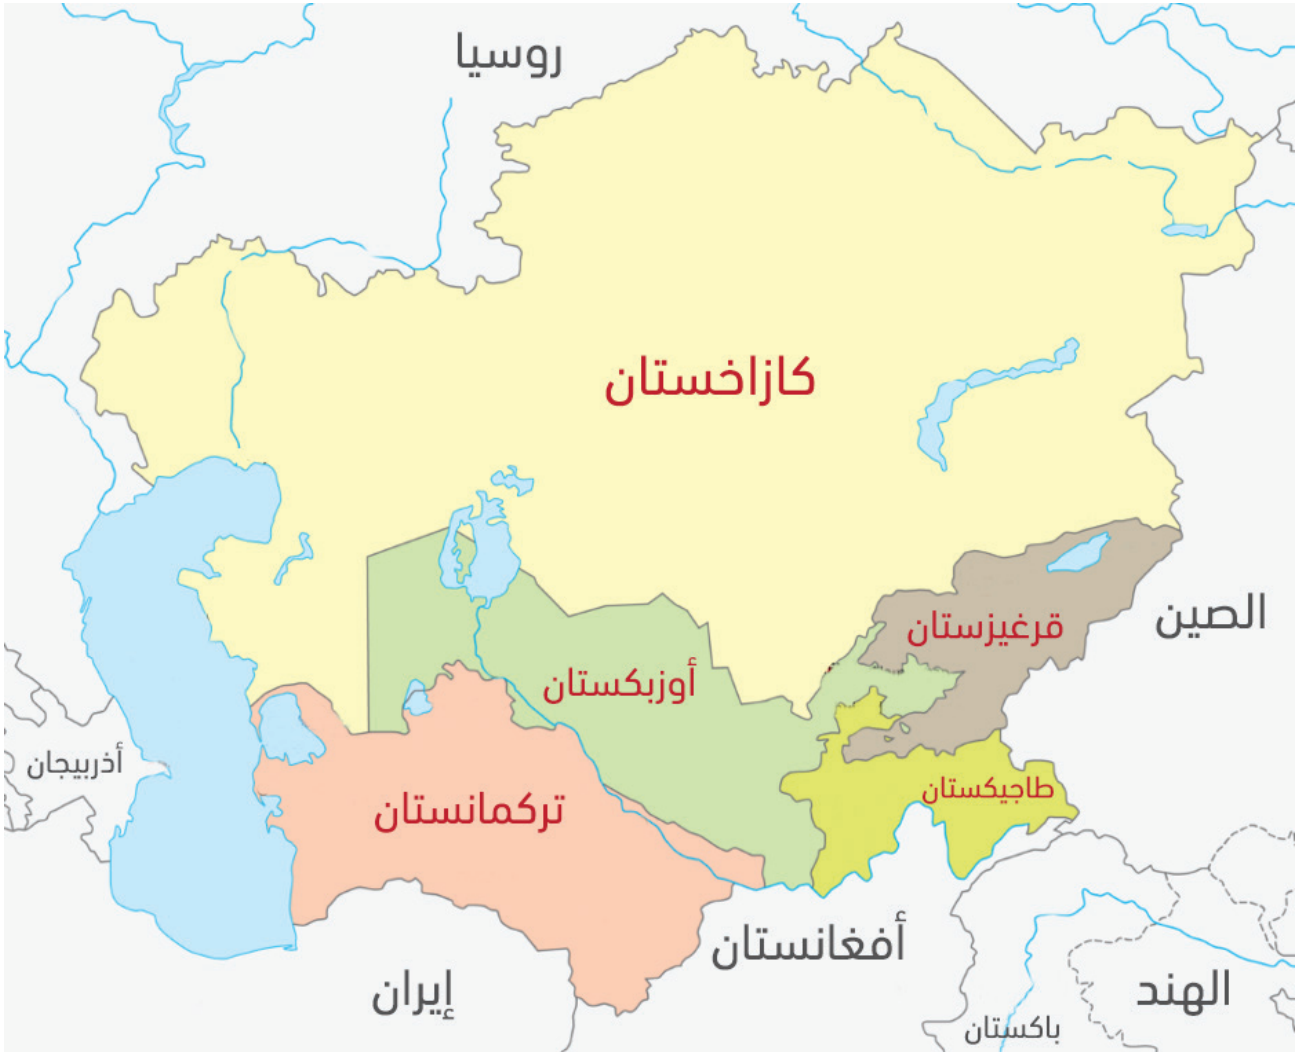 روسيا
كازاخستان
الصين
قرغيزستان
أوزبكستان
أذربيجان
طاجيكستان
تركمانستان
أفغانستان
إيران
الهند
باكستان